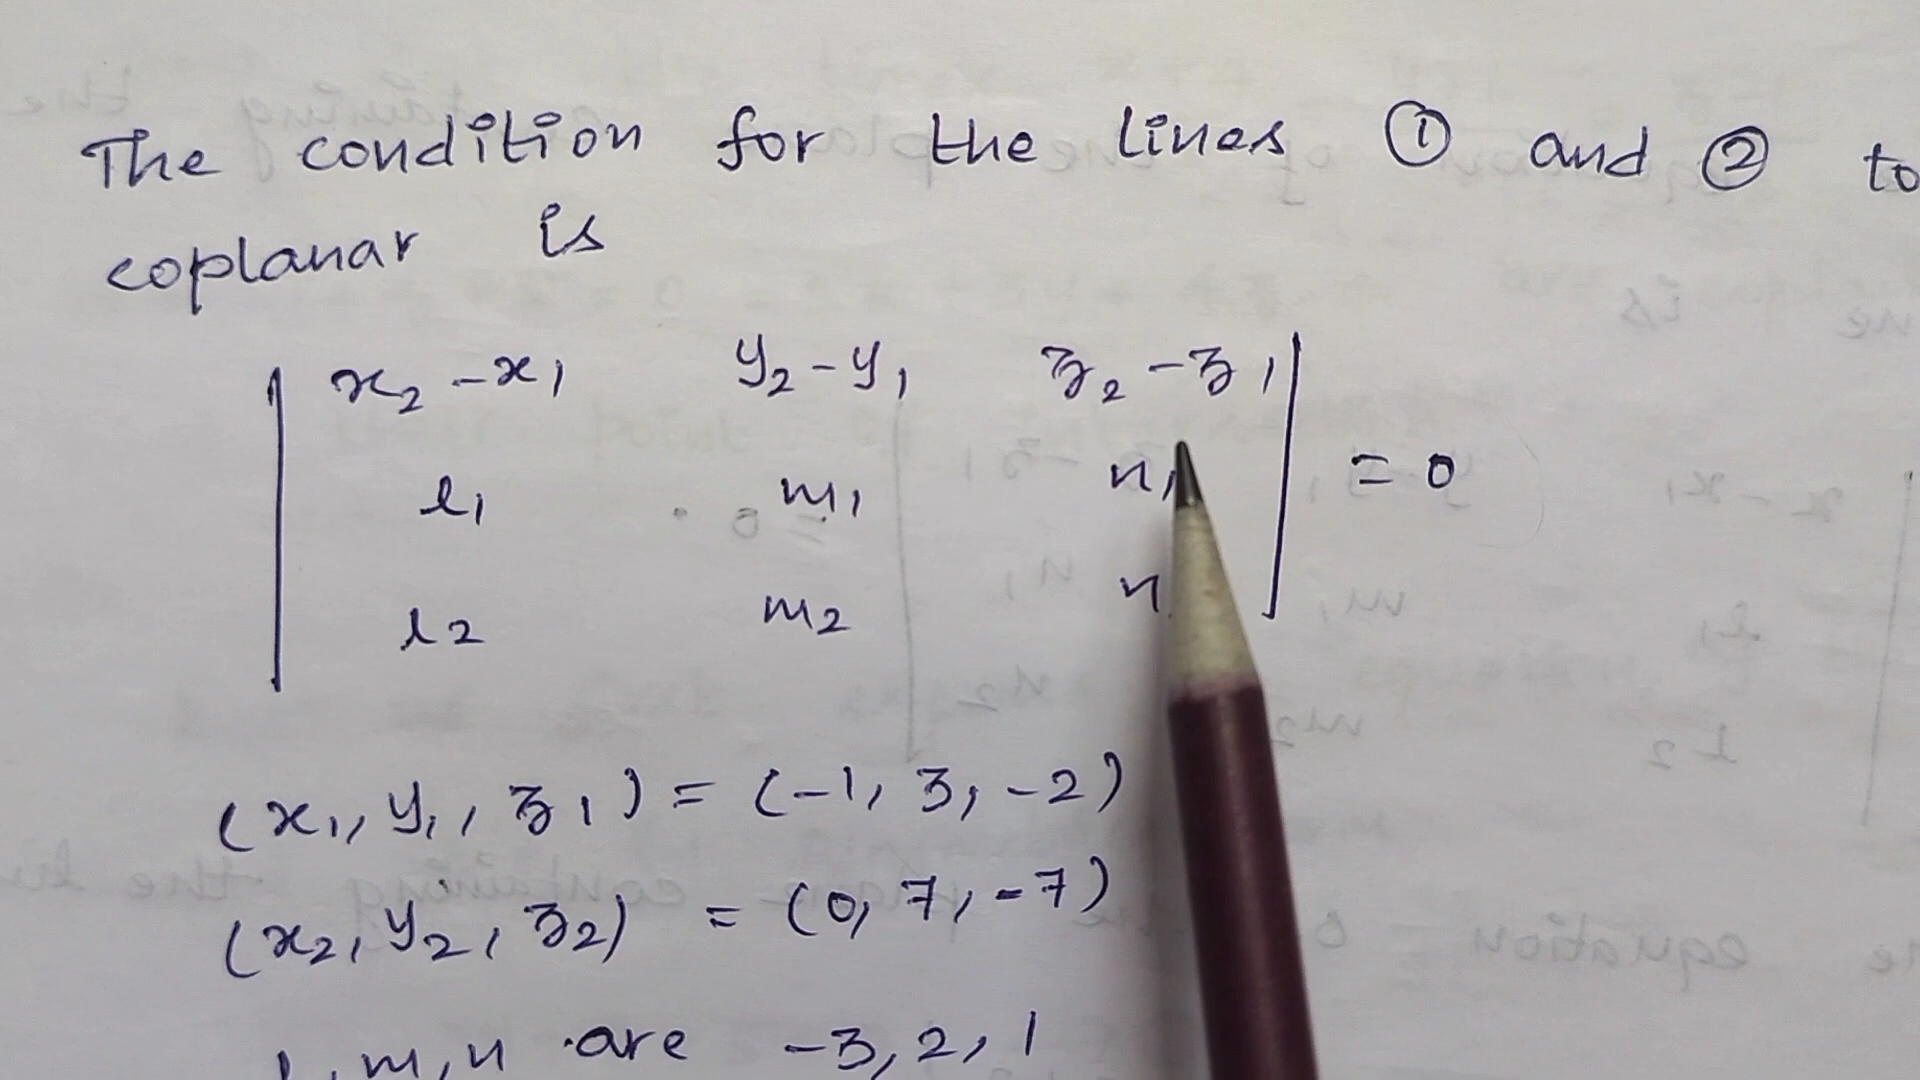 The condition for the lines ① and ② to
coplanar is
| x₂-x₁ y₂-y₁ z₂-z₁ |
| l₁ m₁ n₁ | = 0
| l₂ m₂ n |
(x₁, y₁, z₁) = (-1, 3, -2)
(x₂, y₂, z₂) = (0, 7, -7)
l, m, n are -3, 2, 1